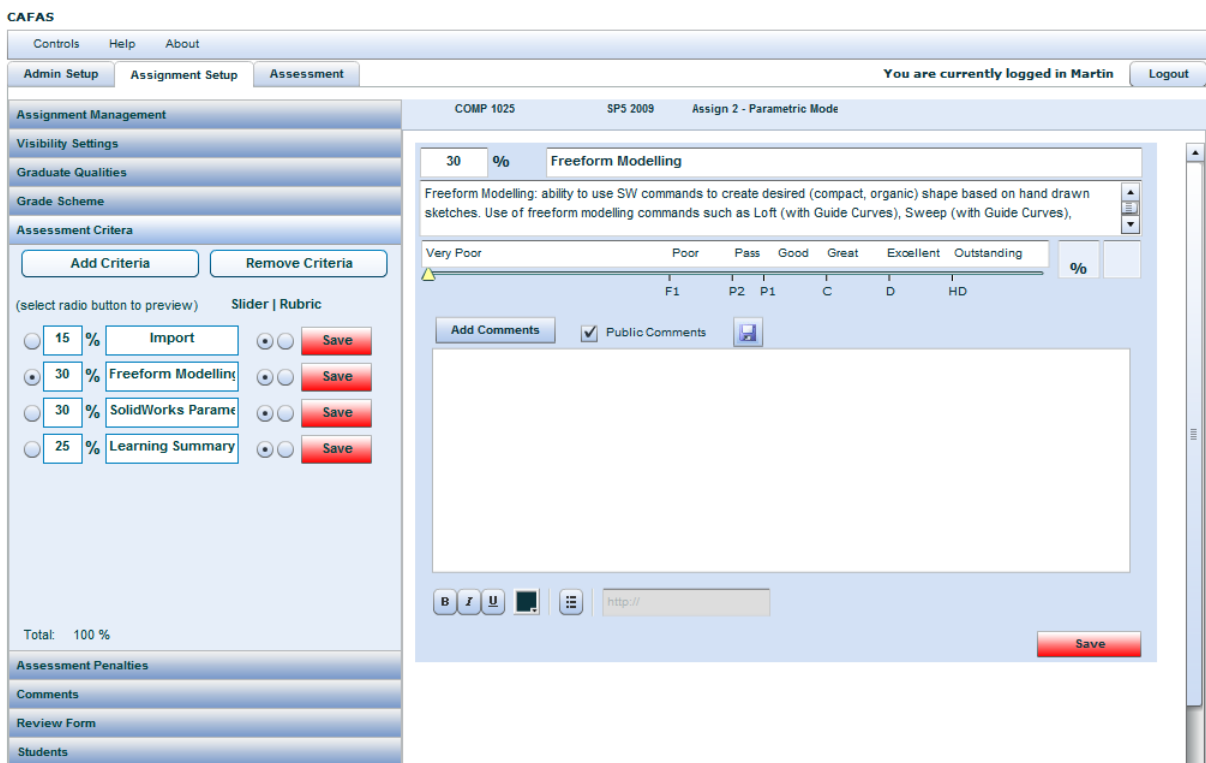 CAFAS
Controls Help About
Admin Setup Assignment Setup Assessment You are currently logged in Martin Logout
Assignment Management
Visibility Settings
Graduate Qualities
Grade Scheme
Assessment Critera
Add Criteria Remove Criteria
(select radio button to preview) Slider | Rubric
15 % Import Save
30 % Freeform Modelling Save
30 % SolidWorks Parame Save
25 % Learning Summary Save
Total: 100 %
Assessment Penalties
Comments
Review Form
Students
COMP 1025 SP5 2009 Assign 2 - Parametric Mode
30 % Freeform Modelling
Freeform Modelling: ability to use SW commands to create desired (compact, organic) shape based on hand drawn
sketches. Use of freeform modelling commands such as Loft (with Guide Curves), Sweep (with Guide Curves),
Very Poor Poor Pass Good Great Excellent Outstanding
%
F1 P2 P1 C D HD
Add Comments Public Comments
B I U http://
Save